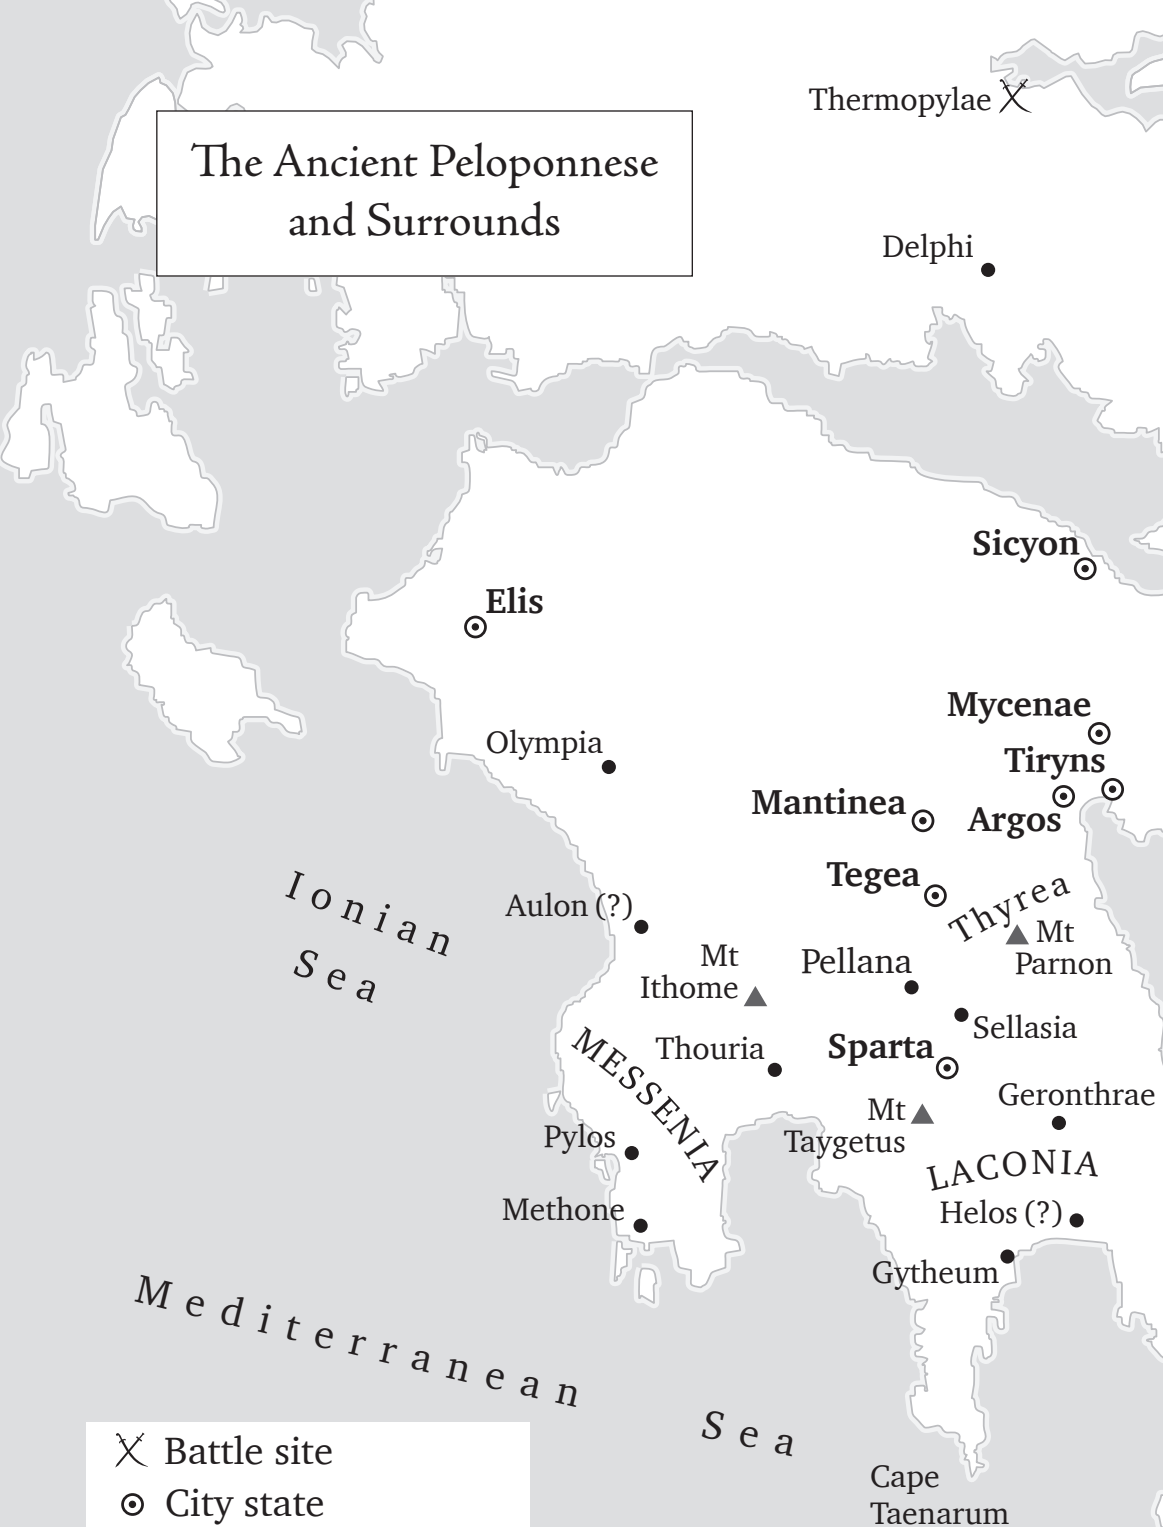 Thermopylae
The Ancient Peloponnese
and Surrounds
Delphi
Sicyon
Elis
Mycenae
Olympia
Tiryns
Mantinea
Argos
Tegea
Thyrea
Ionian
Sea
Aulon (?)
Mt
Parnon
Mt
Ithome
Pellana
Sellasia
MESSENIA
Thouria
Sparta
Geronthrae
Mt
Taygetus
Pylos
LACONIA
Methone
Helos (?)
Gytheum
Mediterranean
Sea
Battle site
City state
Cape
Taenarum